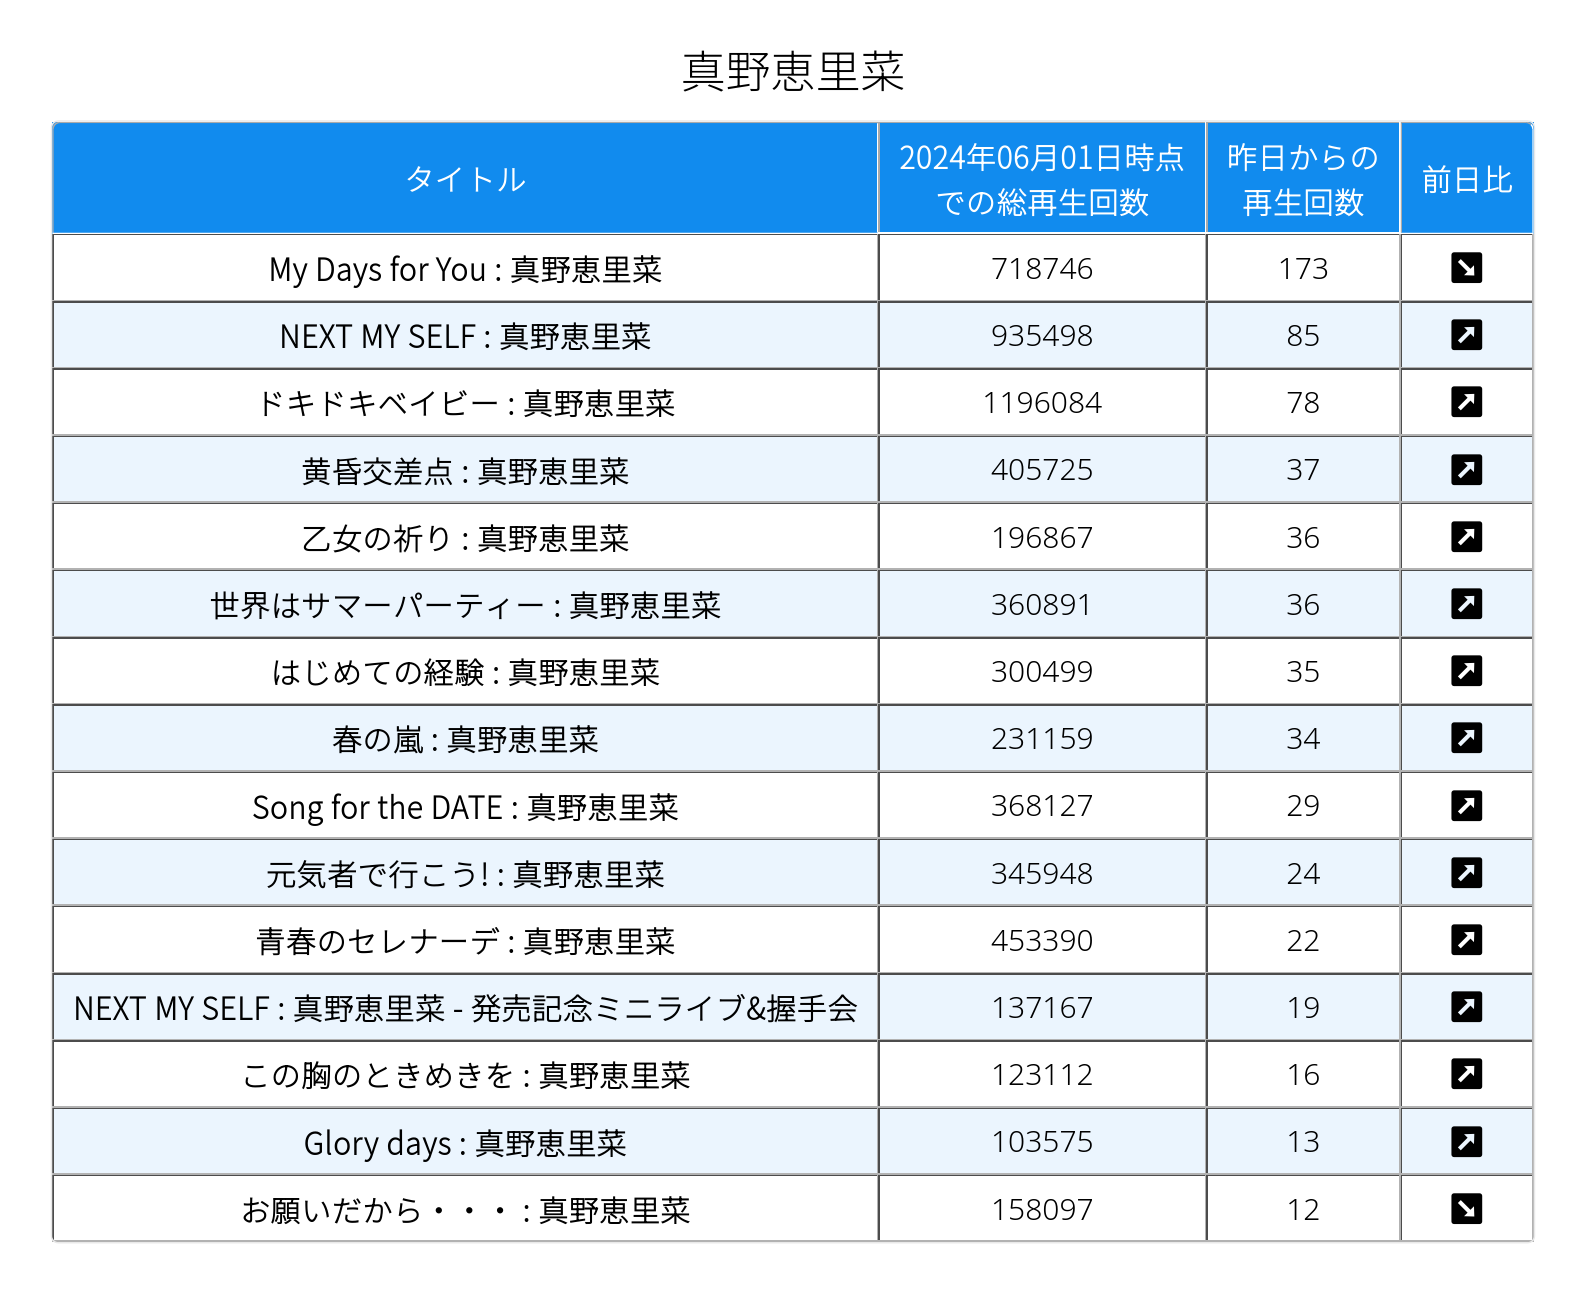 真野恵里菜
タイトル 2024年06月01日時点での総再生回数 昨日からの再生回数 前日比
My Days for You : 真野恵里菜 718746 173 ↘
NEXT MY SELF : 真野恵里菜 935498 85 ↗
ドキドキベイビー : 真野恵里菜 1196084 78 ↗
黄昏交差点 : 真野恵里菜 405725 37 ↗
乙女の祈り : 真野恵里菜 196867 36 ↗
世界はサマーパーティー : 真野恵里菜 360891 36 ↗
はじめての経験 : 真野恵里菜 300499 35 ↗
春の嵐 : 真野恵里菜 231159 34 ↗
Song for the DATE : 真野恵里菜 368127 29 ↗
元気者で行こう! : 真野恵里菜 345948 24 ↗
青春のセレナーデ : 真野恵里菜 453390 22 ↗
NEXT MY SELF : 真野恵里菜 - 発売記念ミニライブ&握手会 137167 19 ↗
この胸のときめきを : 真野恵里菜 123112 16 ↗
Glory days : 真野恵里菜 103575 13 ↗
お願いだから・・・ : 真野恵里菜 158097 12 ↘